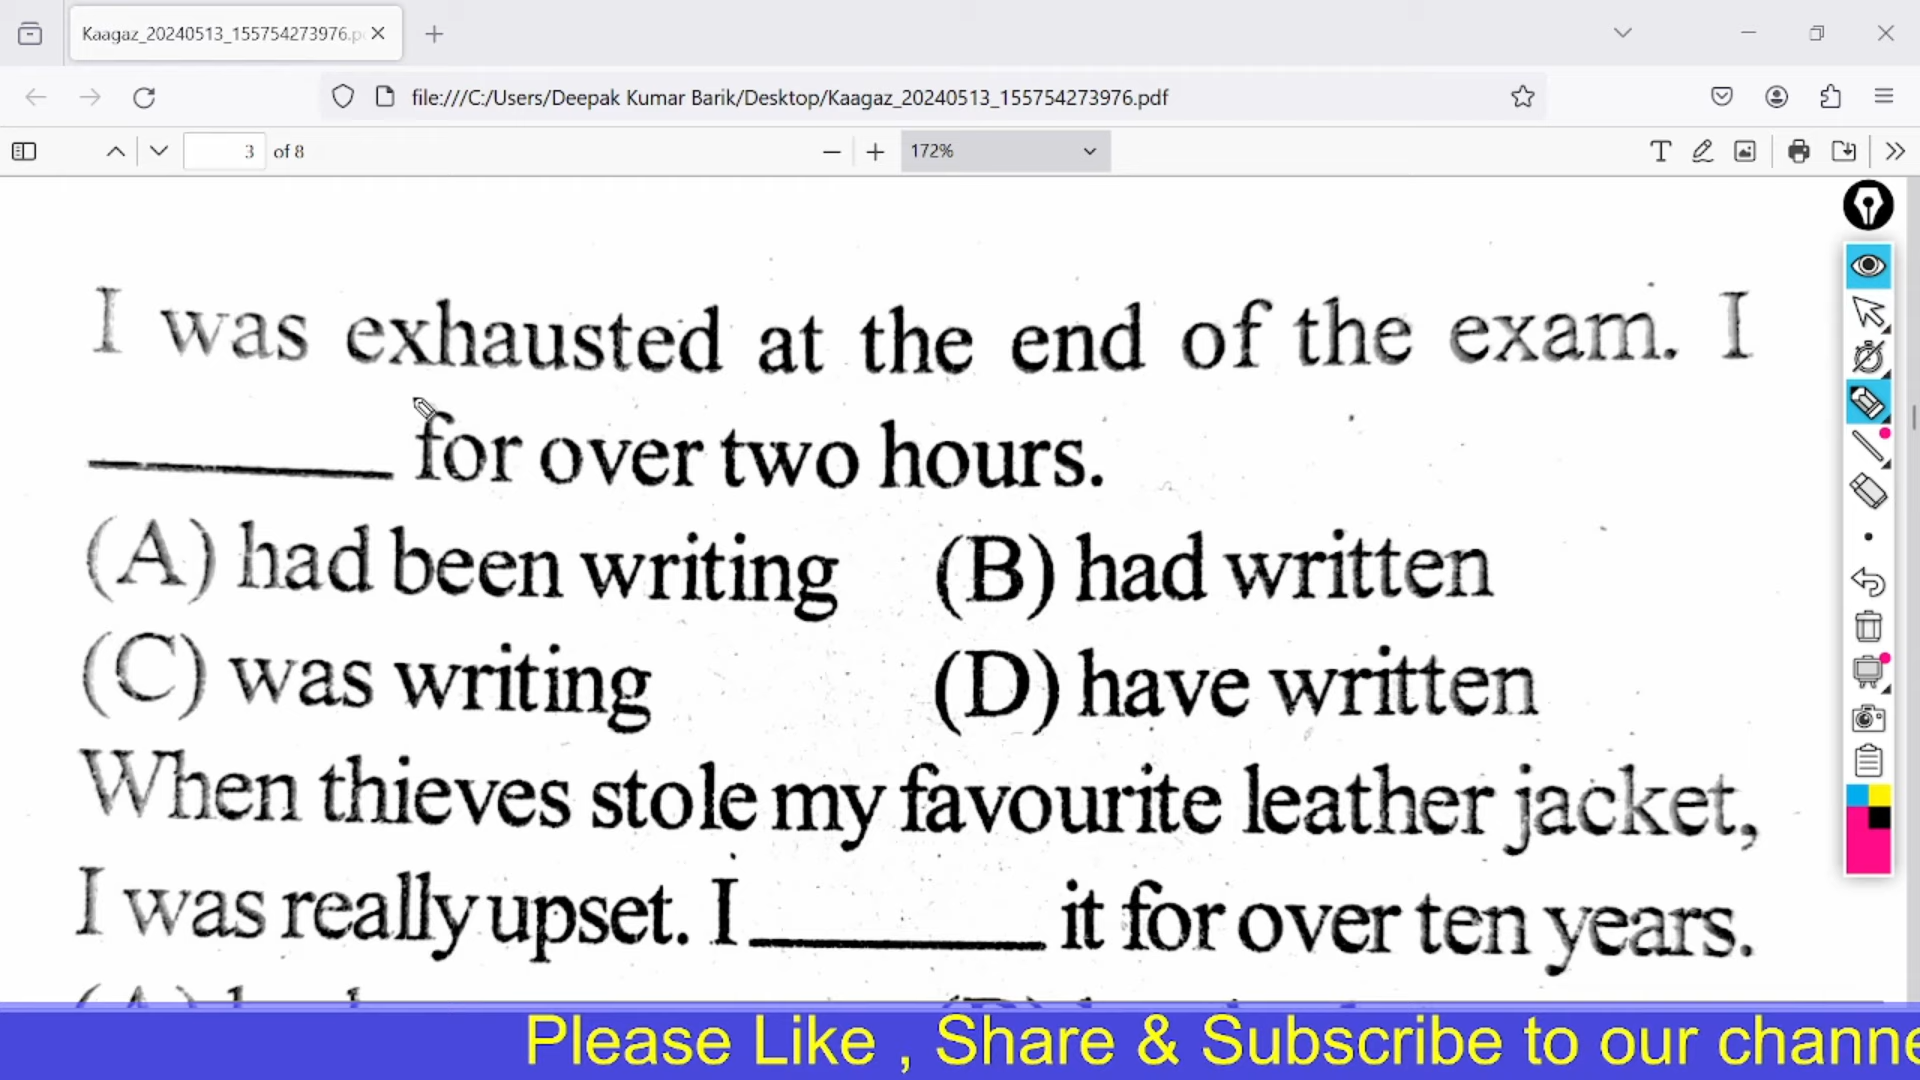 Kaagaz_20240513_155754273976.p
file:///C:/Users/Deepak Kumar Barik/Desktop/Kaagaz_20240513_155754273976.pdf
3 of 8
172%
I was exhausted at the end of the exam. I
__________ for over two hours.
(A) had been writing (B) had written
(C) was writing (D) have written
When thieves stole my favourite leather jacket,
I was really upset. I __________ it for over ten years.
Please Like , Share & Subscribe to our channe